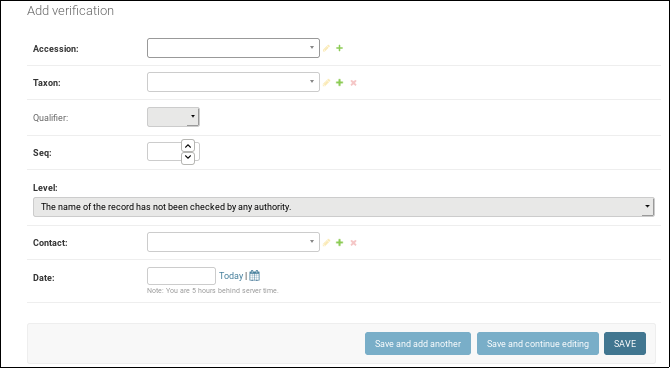 Add verification
Accession:
Taxon:
Qualifier:
Seq:
Level:
The name of the record has not been checked by any authority.
Contact:
Date:
Today |
Note: You are 5 hours behind server time.
Save and add another
Save and continue editing
SAVE